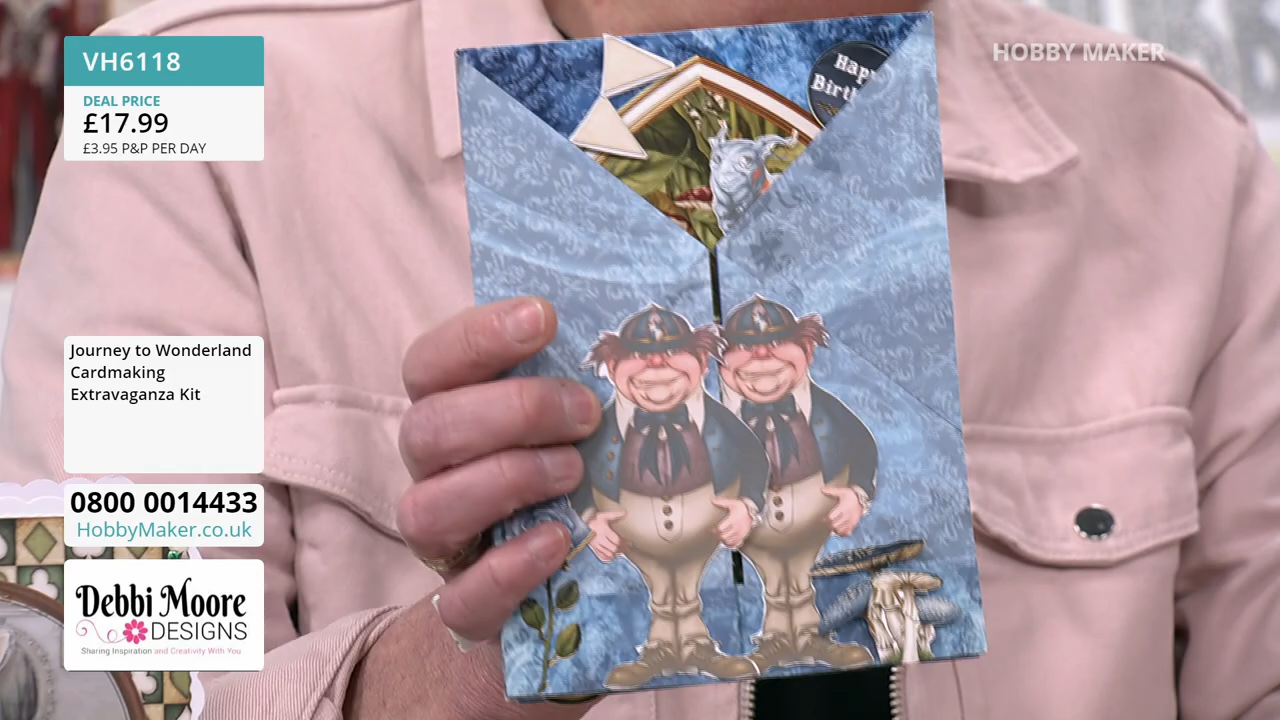 VH6118
DEAL PRICE
£17.99
£3.95 P&P PER DAY
HOBBY MAKER
Journey to Wonderland
Cardmaking
Extravaganza Kit
0800 0014433
HobbyMaker.co.uk
Debbi Moore
DESIGNS
Sharing Inspiration and Creativity With You